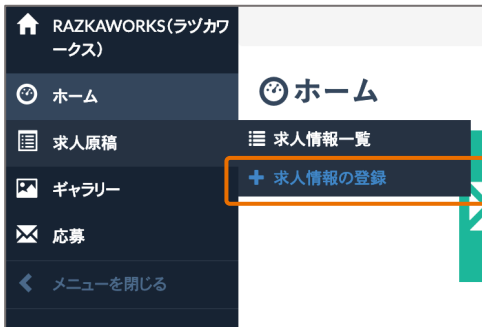 RAZKAWORKS(ラヅカワ
ークス)
ホーム
求人原稿
ギャラリー
応募
メニューを閉じる
ホーム
求人情報一覧
求人情報の登録